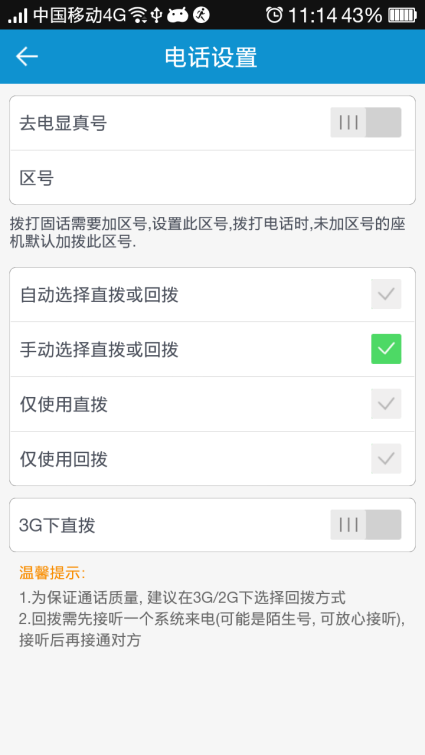 中国移动4G 11:14 43%
电话设置
去电显真号
区号
拨打固话需要加区号,设置此区号,拨打电话时,未加区号的座
机默认加拨此区号.
自动选择直拨或回拨
手动选择直拨或回拨
仅使用直拨
仅使用回拨
3G下直拨
温馨提示:
1.为保证通话质量, 建议在3G/2G下选择回拨方式
2.回拨需先接听一个系统来电(可能是陌生号, 可放心接听),
接听后再接通对方